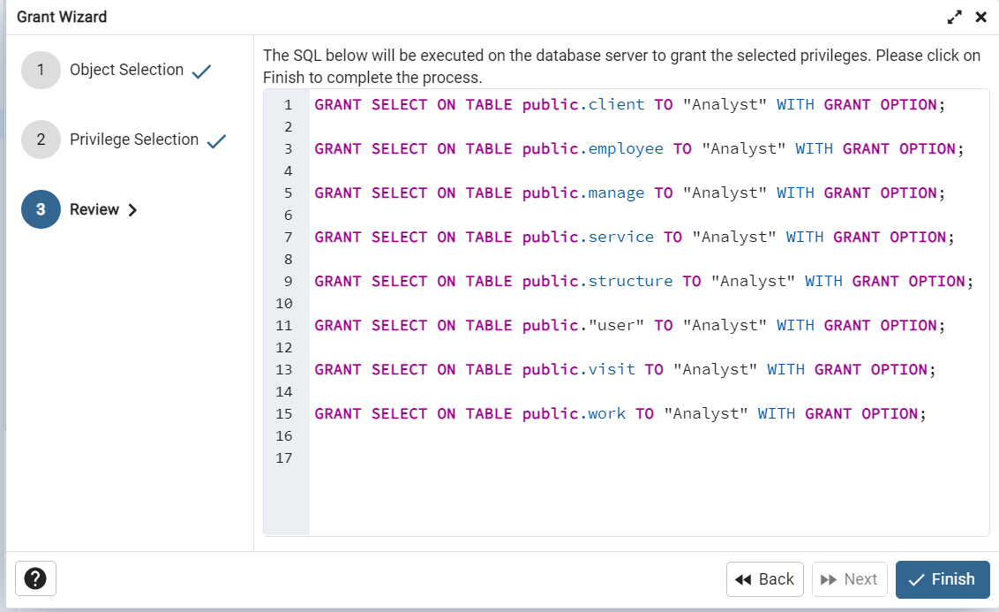 Grant Wizard
1 Object Selection
2 Privilege Selection
3 Review
The SQL below will be executed on the database server to grant the selected privileges. Please click on
Finish to complete the process.
1 GRANT SELECT ON TABLE public.client TO "Analyst" WITH GRANT OPTION;
2
3 GRANT SELECT ON TABLE public.employee TO "Analyst" WITH GRANT OPTION;
4
5 GRANT SELECT ON TABLE public.manage TO "Analyst" WITH GRANT OPTION;
6
7 GRANT SELECT ON TABLE public.service TO "Analyst" WITH GRANT OPTION;
8
9 GRANT SELECT ON TABLE public.structure TO "Analyst" WITH GRANT OPTION;
10
11 GRANT SELECT ON TABLE public."user" TO "Analyst" WITH GRANT OPTION;
12
13 GRANT SELECT ON TABLE public.visit TO "Analyst" WITH GRANT OPTION;
14
15 GRANT SELECT ON TABLE public.work TO "Analyst" WITH GRANT OPTION;
16
17
? Back Next Finish